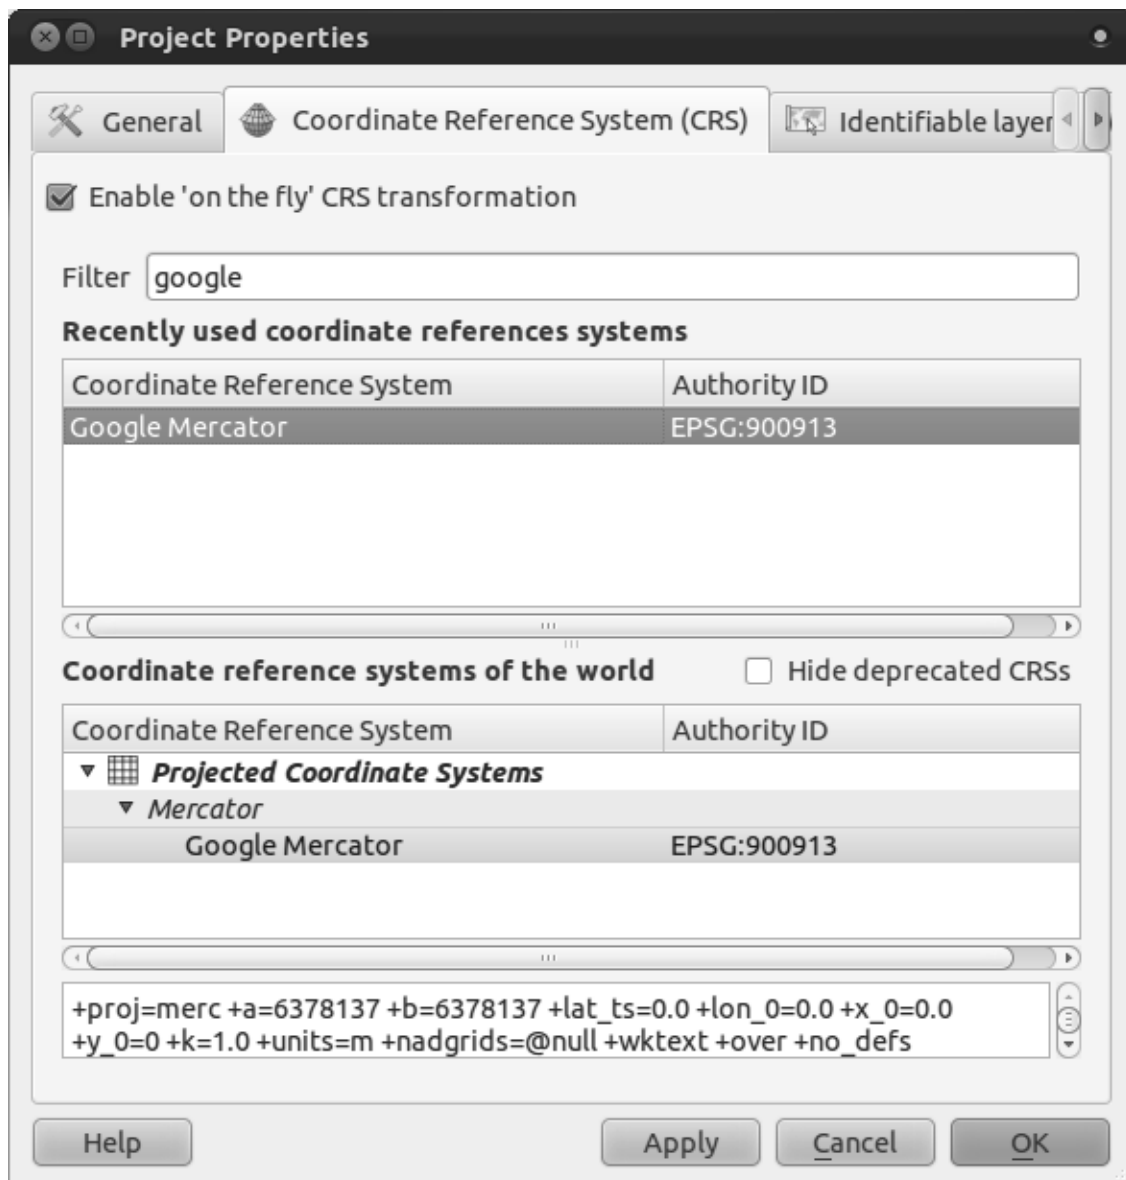 Project Properties
General Coordinate Reference System (CRS) Identifiable layer
Enable 'on the fly' CRS transformation
Filter google
Recently used coordinate references systems
Coordinate Reference System Authority ID
Google Mercator EPSG:900913
Coordinate reference systems of the world Hide deprecated CRSs
Coordinate Reference System Authority ID
Projected Coordinate Systems
Mercator
Google Mercator EPSG:900913
+proj=merc +a=6378137 +b=6378137 +lat_ts=0.0 +lon_0=0.0 +x_0=0.0
+y_0=0 +k=1.0 +units=m +nadgrids=@null +wktext +over +no_defs
Help Apply Cancel OK